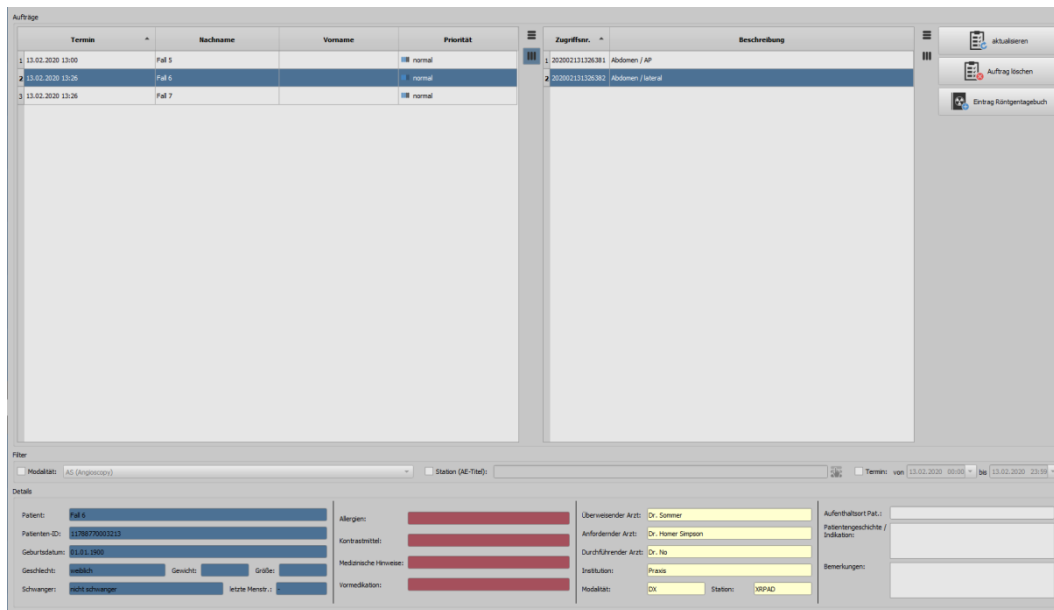 Aufträge
Termin Nachname Vorname Priorität Zugriffsnr. Beschreibung aktualisieren
1 13.02.2020 13:00 Fall 5 normal 1 202002131326381 Abdomen / AP
2 13.02.2020 13:26 Fall 6 normal 2 202002131326382 Abdomen / lateral Auftrag löschen
3 13.02.2020 13:26 Fall 7 normal
Eintrag Röntgentagebuch
Filter
Modalität: AS (Angioscopy) Station (AE-Titel): Termin: von 13.02.2020 00:00 bis 13.02.2020 23:59
Details
Patient: Fall 6 Allergien: Überweisender Arzt: Dr. Sommer Aufenthaltsort Pat.:
Patienten-ID: 11788770003213 Kontrastmittel: Anfordernder Arzt: Dr. Homer Simpson Patientengeschichte /
Indikation:
Geburtsdatum: 01.01.1900 Medizinische Hinweise: Durchführender Arzt: Dr. No
Geschlecht: weiblich Gewicht: Größe: Vormedikation: Institution: Praxis Bemerkungen:
Schwanger: nicht schwanger letzte Menstr.: - Modalität: DX Station: XRPAD